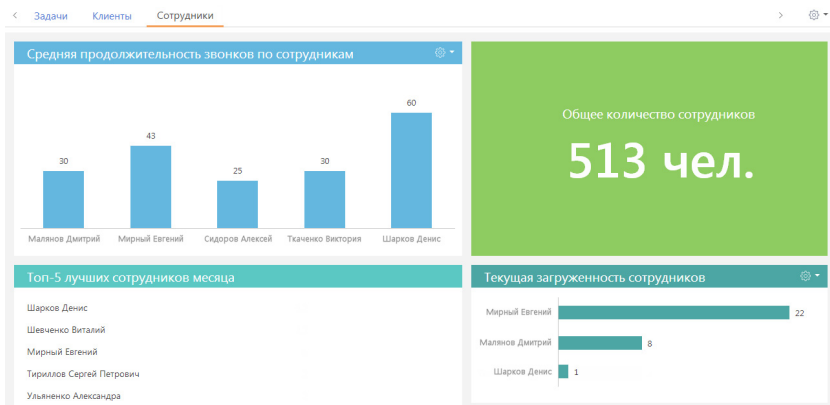 Задачи Клиенты Сотрудники
Средняя продолжительность звонков по сотрудникам
60
43
30
25
30
Малянов Дмитрий Мирный Евгений Сидоров Алексей Ткаченко Виктория Шарков Денис
Общее количество сотрудников
513 чел.
Топ-5 лучших сотрудников месяца
Шарков Денис
Шевченко Виталий
Мирный Евгений
Тириллов Сергей Петрович
Ульяненко Александра
Текущая загруженность сотрудников
Мирный Евгений 22
Малянов Дмитрий 8
Шарков Денис 1